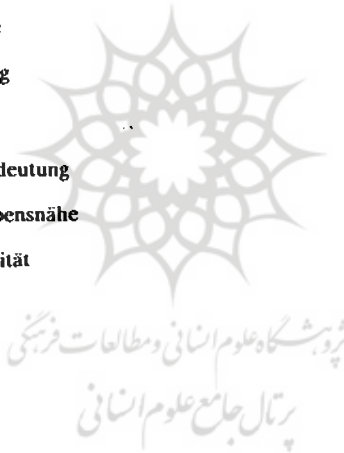 g
deutung
bensnähe
ität
پژوهشگاه علوم انسانی و مطالعات فرهنگی
پرتال جامع علوم انسانی